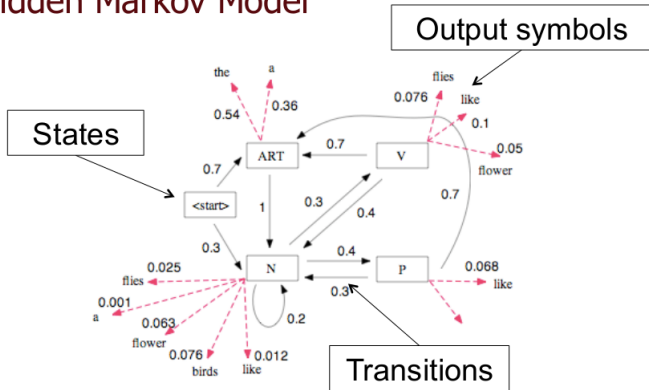 idden Markov Model
Output symbols
States
Transitions
the
a
0.54
0.36
flies
0.076
like
0.1
0.05
flower
ART
0.7
V
0.7
<start>
1
0.3
0.4
0.7
0.3
N
0.4
P
0.3
0.068
like
0.025
flies
0.001
a
0.063
flower
0.076
birds
0.012
like
0.2